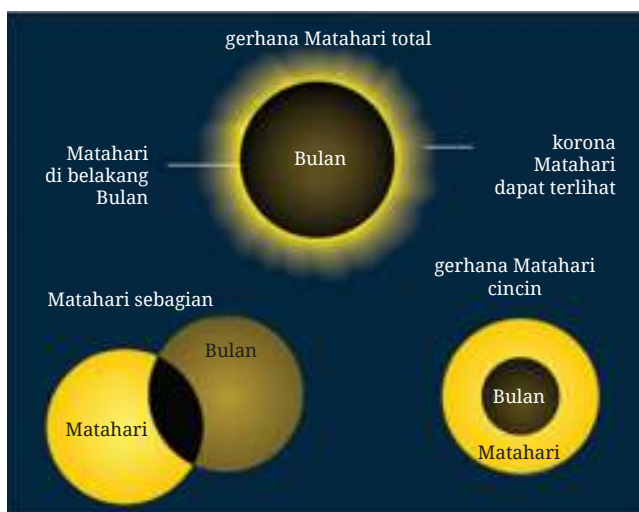 gerhana Matahari total
Matahari
di belakang
Bulan
Bulan
korona
Matahari
dapat terlihat
Matahari sebagian
Bulan
Matahari
gerhana Matahari
cincin
Bulan
Matahari